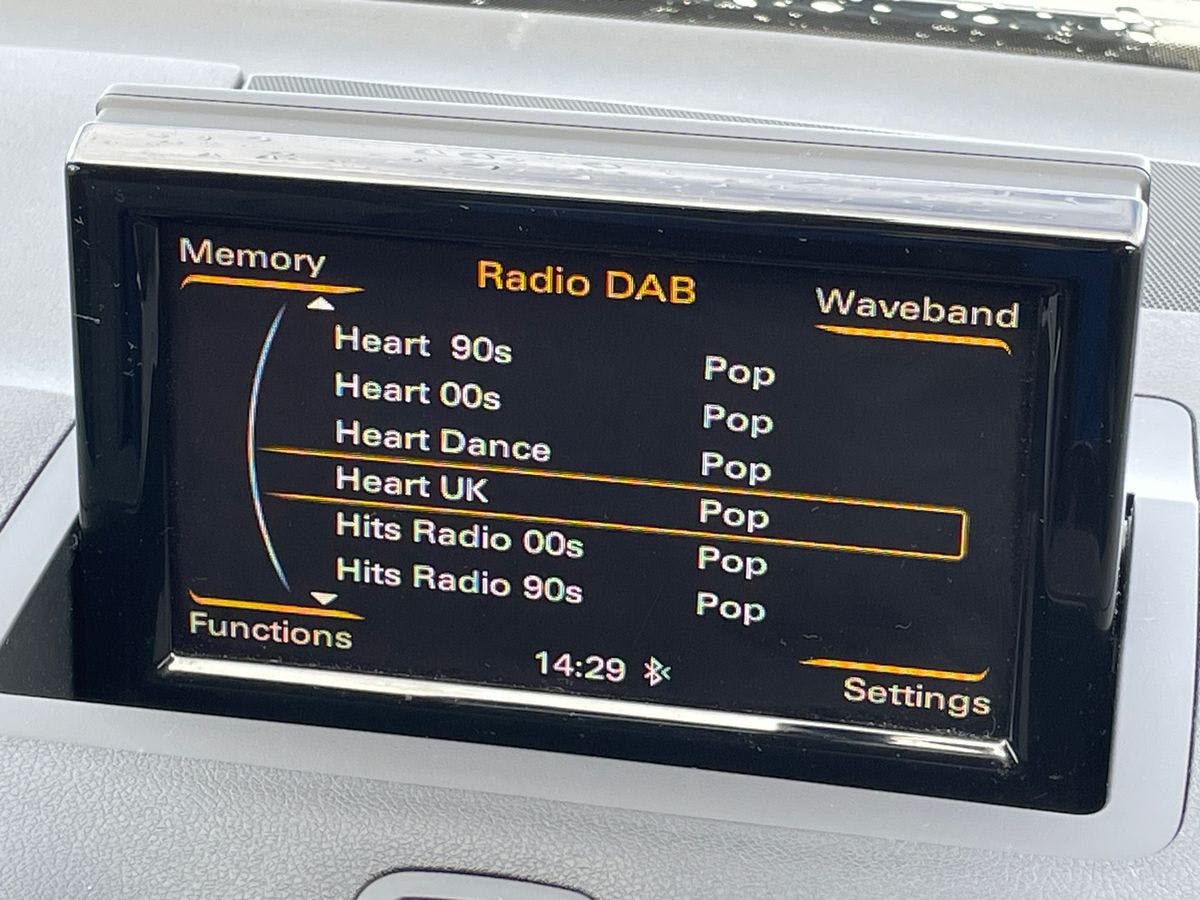 Memory
Radio DAB
Waveband
Heart 90s Pop
Heart 00s Pop
Heart Dance Pop
Heart UK Pop
Hits Radio 00s Pop
Hits Radio 90s Pop
Functions
14:29
Settings